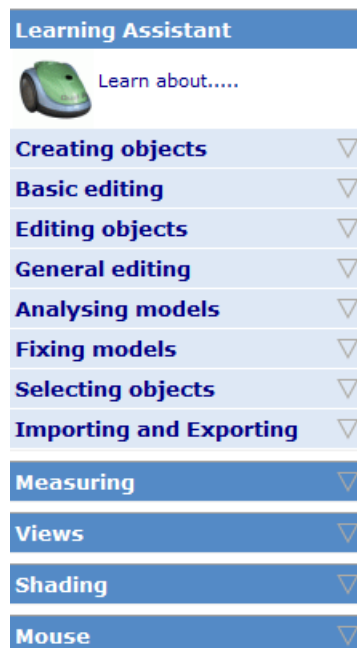 Learning Assistant
Learn about.....
Creating objects
Basic editing
Editing objects
General editing
Analysing models
Fixing models
Selecting objects
Importing and Exporting
Measuring
Views
Shading
Mouse